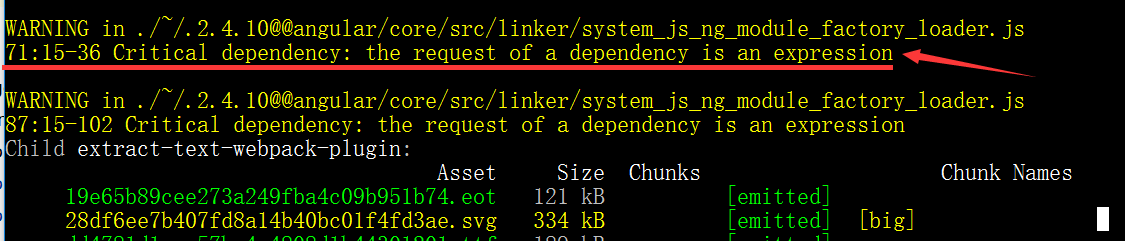 WARNING in ./~/.2.4.10@@angular/core/src/linker/system_js_ng_module_factory_loader.js
71:15-36 Critical dependency: the request of a dependency is an expression
WARNING in ./~/.2.4.10@@angular/core/src/linker/system_js_ng_module_factory_loader.js
87:15-102 Critical dependency: the request of a dependency is an expression
Child extract-text-webpack-plugin:
Asset Size Chunks Chunk Names
19e65b89cee273a249fba4c09b951b74.eot 121 kB [emitted]
28df6ee7b407fd8a14b40bc01f4fd3ae.svg 334 kB [emitted] [big]